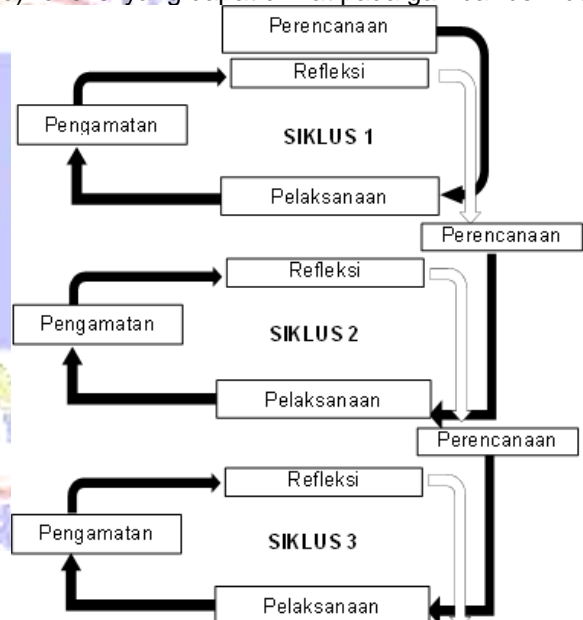 Perencanaan
Refleksi
Pengamatan
SIKLUS 1
Pelaksanaan
Perencanaan
Refleksi
Pengamatan
SIKLUS 2
Pelaksanaan
Perencanaan
Refleksi
Pengamatan
SIKLUS 3
Pelaksanaan